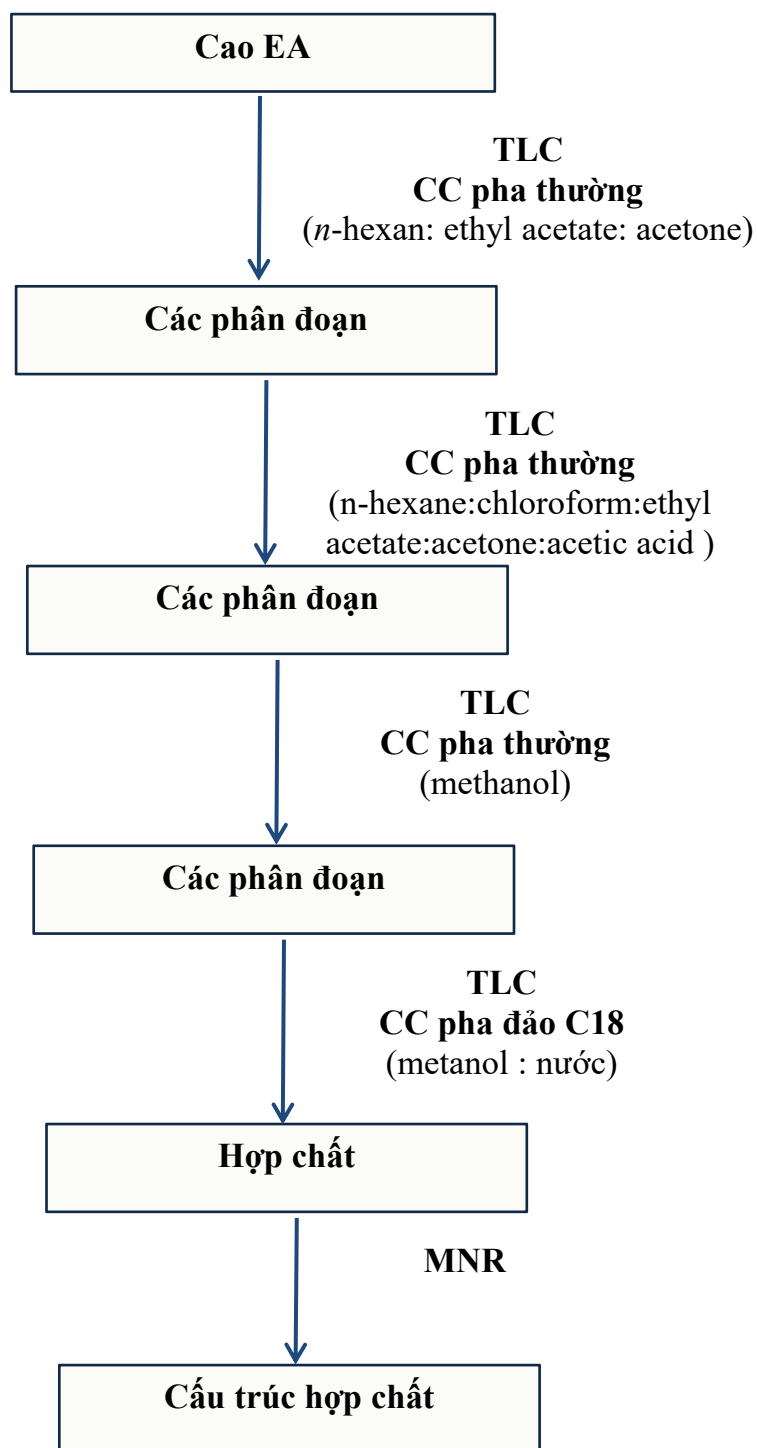 Cao EA
TLC
CC pha thường
(n-hexan: ethyl acetate: acetone)
Các phân đoạn
TLC
CC pha thường
(n-hexane:chloroform:ethyl
acetate:acetone:acetic acid )
Các phân đoạn
TLC
CC pha thường
(methanol)
Các phân đoạn
TLC
CC pha đảo C18
(metanol : nước)
Hợp chất
MNR
Cấu trúc hợp chất